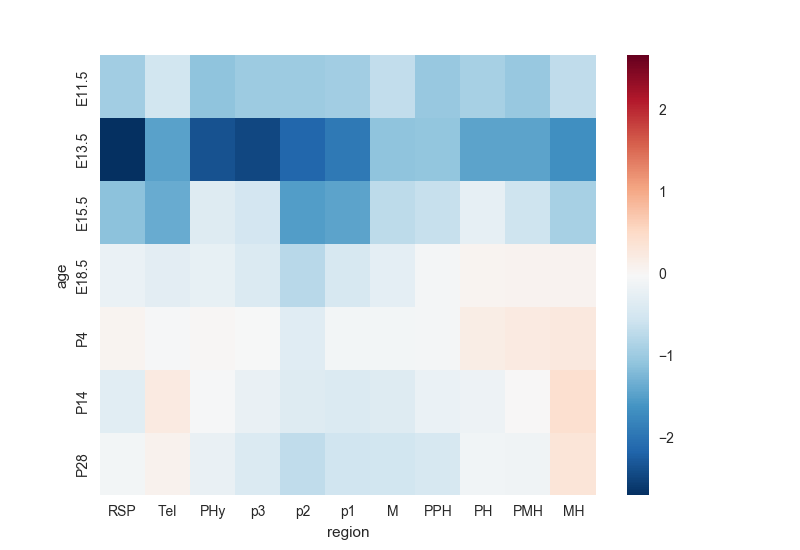 E11.5
E13.5
E15.5
E18.5
P4
P14
P28
age
RSP Tel PHy p3 p2 p1 M PPH PH PMH MH
region
2
1
0
−1
−2